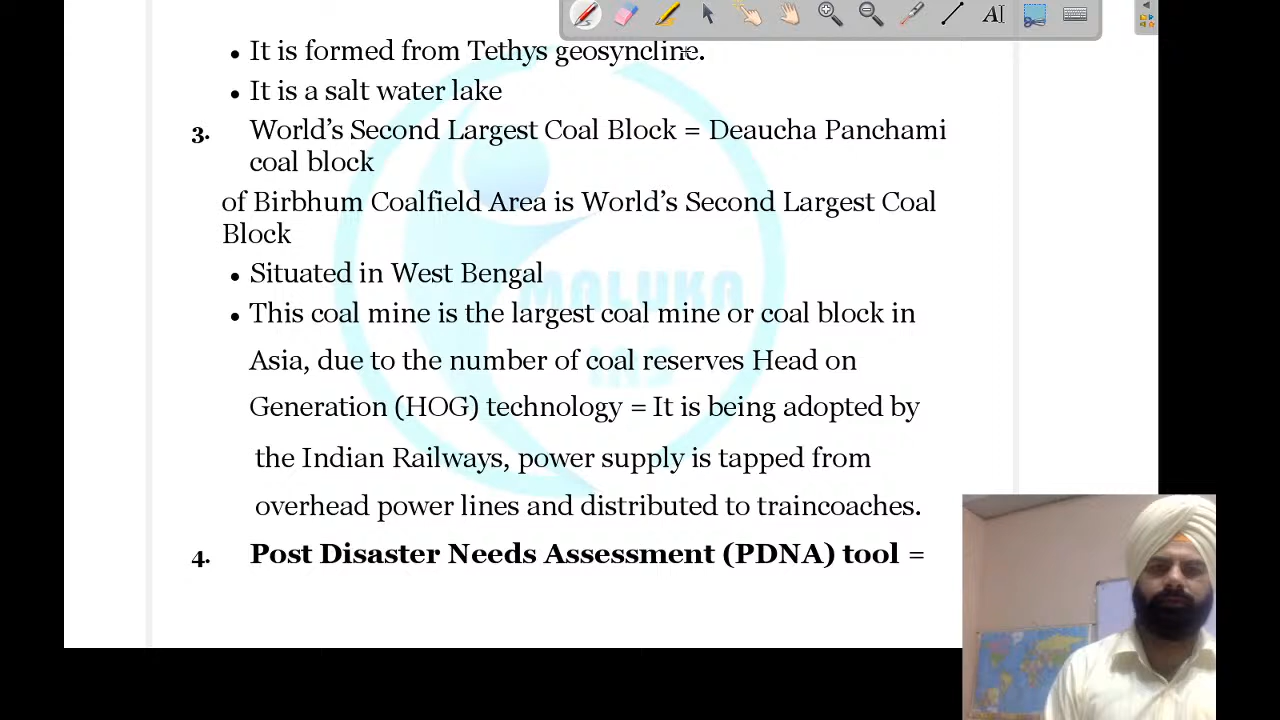 • It is formed from Tethys geosyncline.
• It is a salt water lake
3. World's Second Largest Coal Block = Deaucha Panchami
coal block
of Birbhum Coalfield Area is World's Second Largest Coal
Block
• Situated in West Bengal
• This coal mine is the largest coal mine or coal block in
Asia, due to the number of coal reserves Head on
Generation (HOG) technology = It is being adopted by
the Indian Railways, power supply is tapped from
overhead power lines and distributed to traincoaches.
4. Post Disaster Needs Assessment (PDNA) tool =
MALUKA
IAS